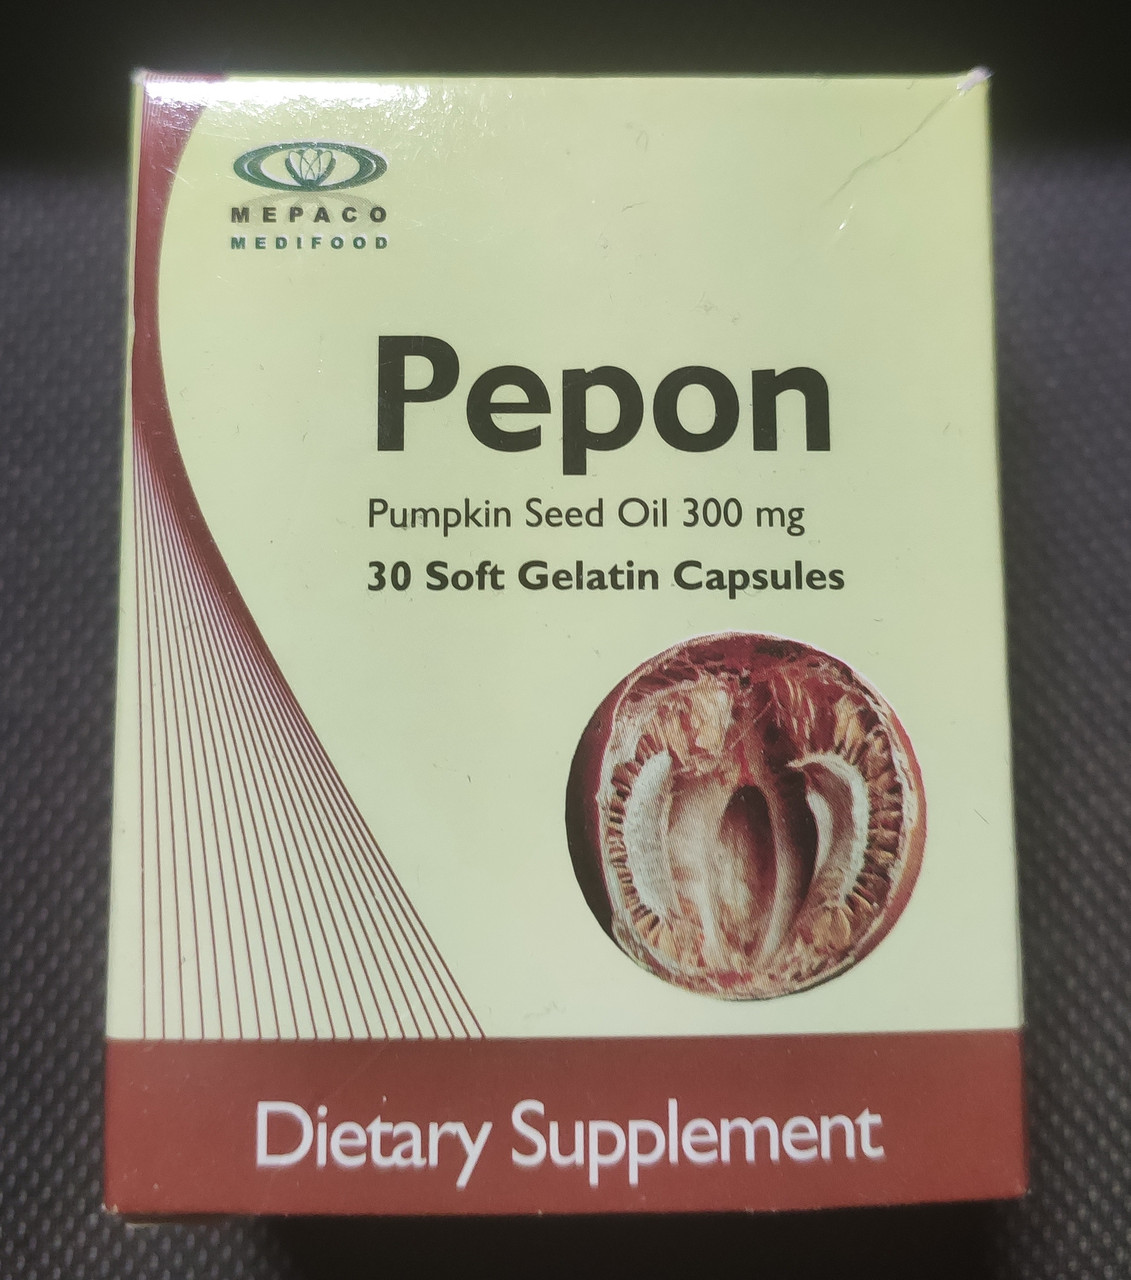 MEPACO
MEDIFOOD
Pepon
Pumpkin Seed Oil 300 mg
30 Soft Gelatin Capsules
Dietary Supplement